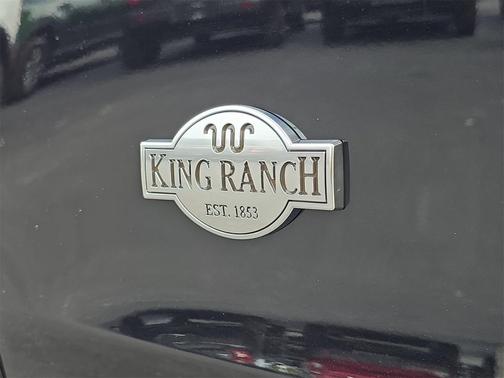 KING RANCH
EST. 1853